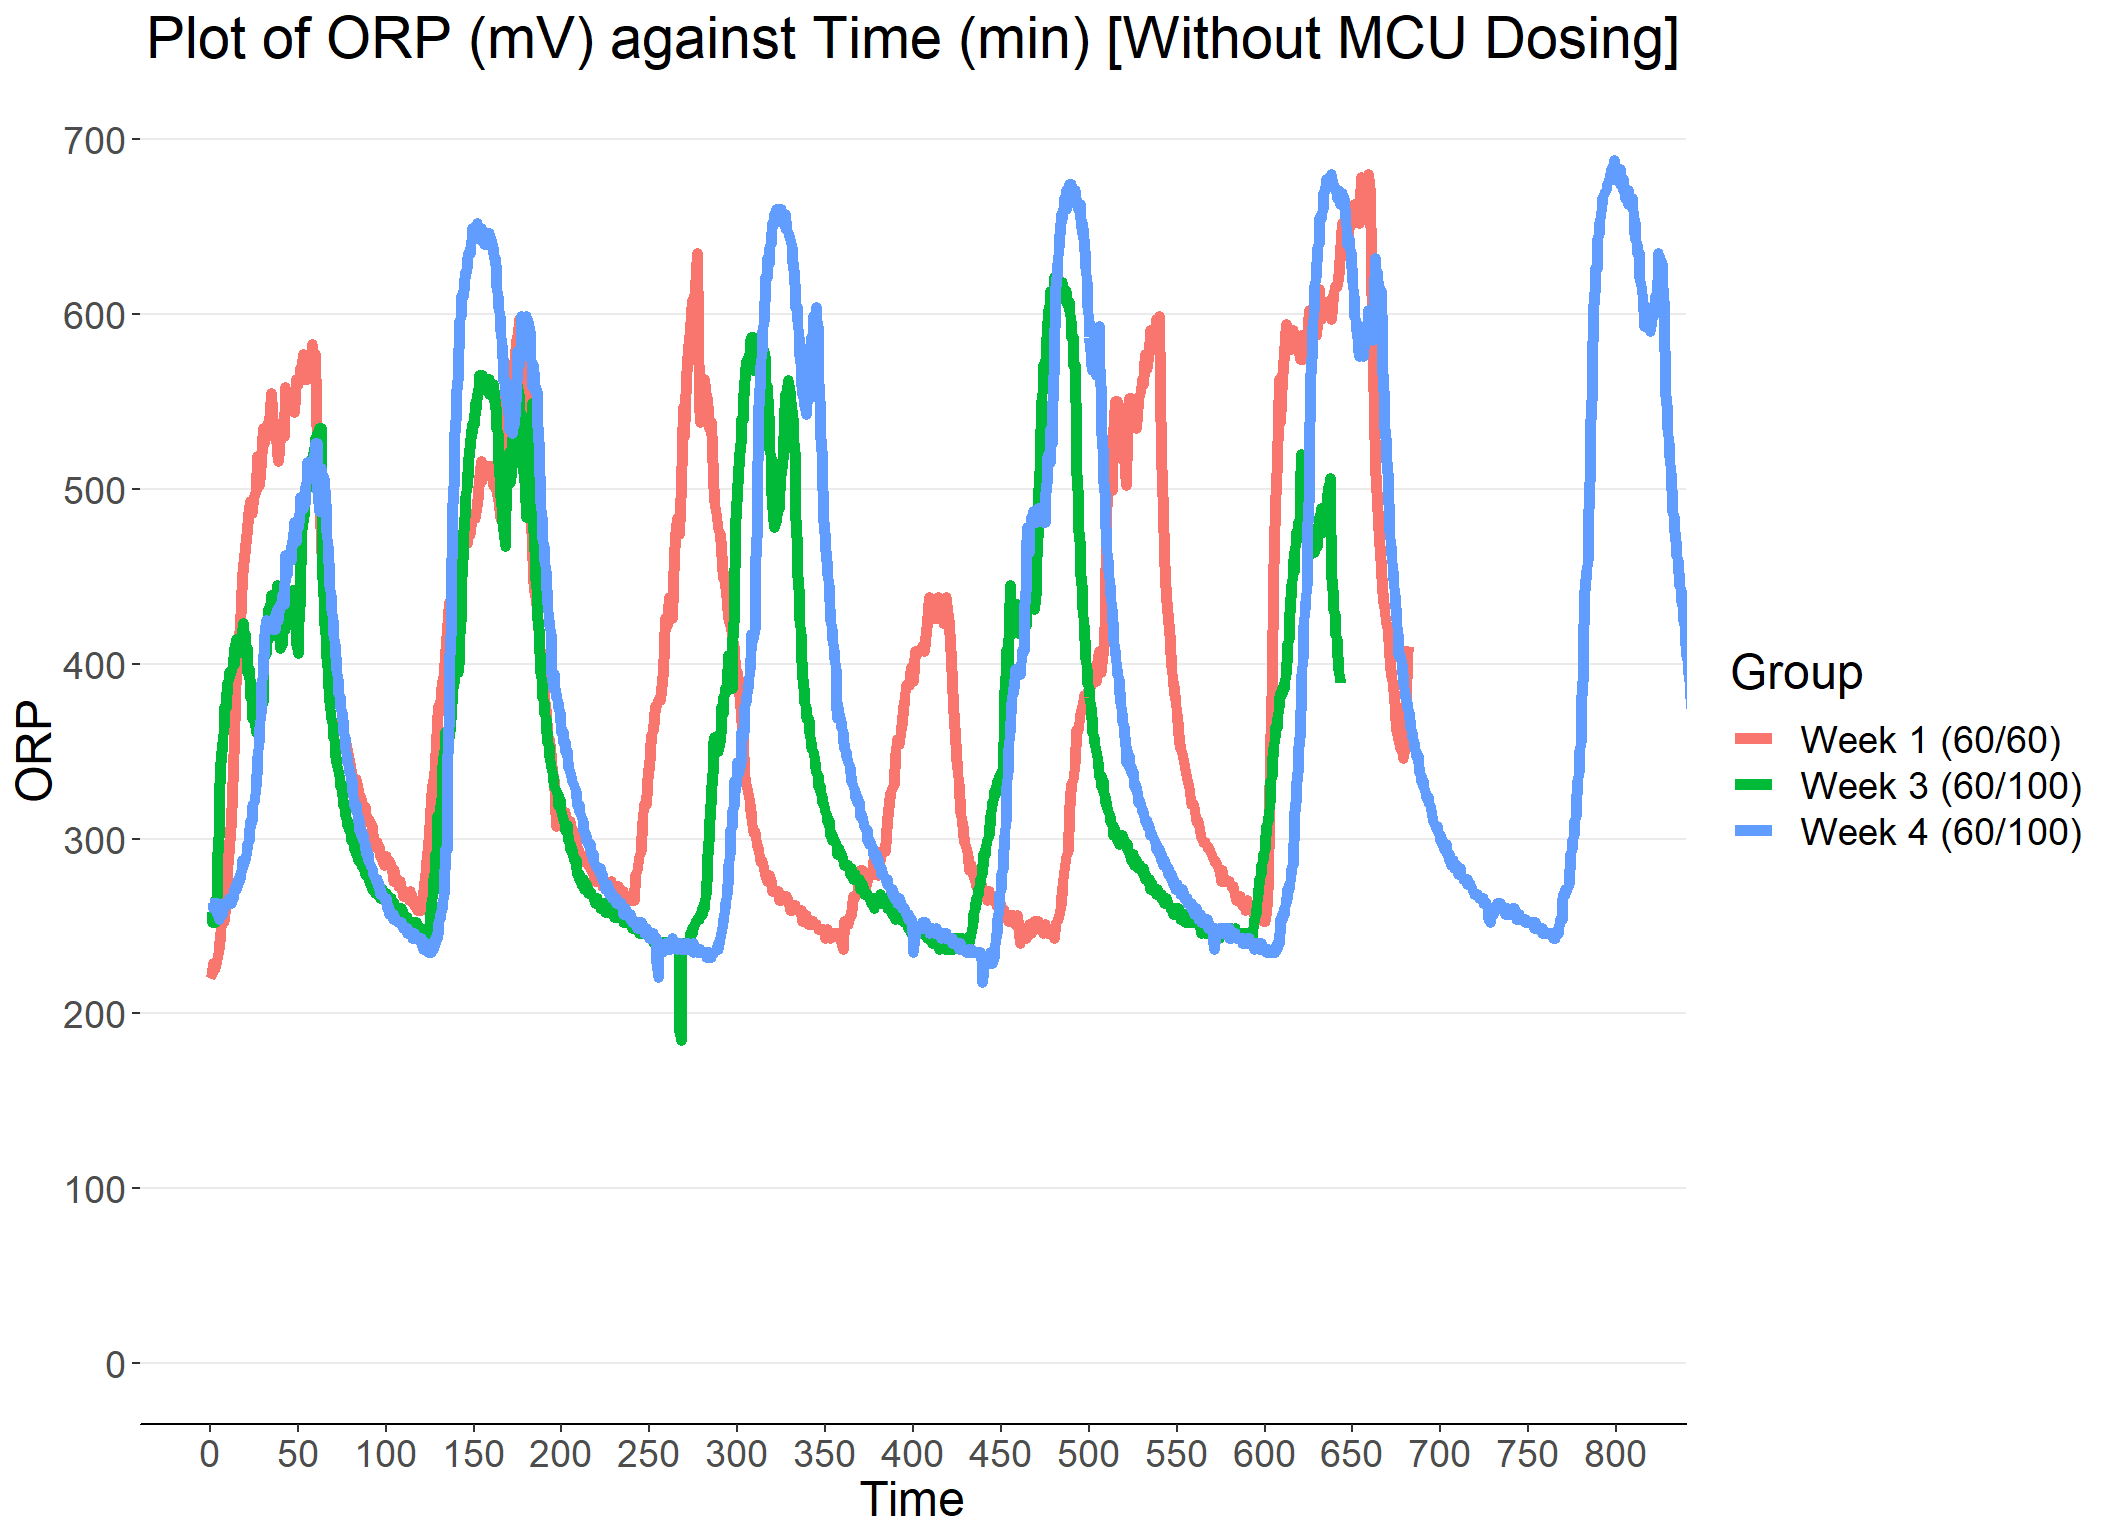 Plot of ORP (mV) against Time (min) [Without MCU Dosing]
700
600
500
400
300
200
100
0
ORP
0 50 100 150 200 250 300 350 400 450 500 550 600 650 700 750 800
Time
Group
Week 1 (60/60)
Week 3 (60/100)
Week 4 (60/100)